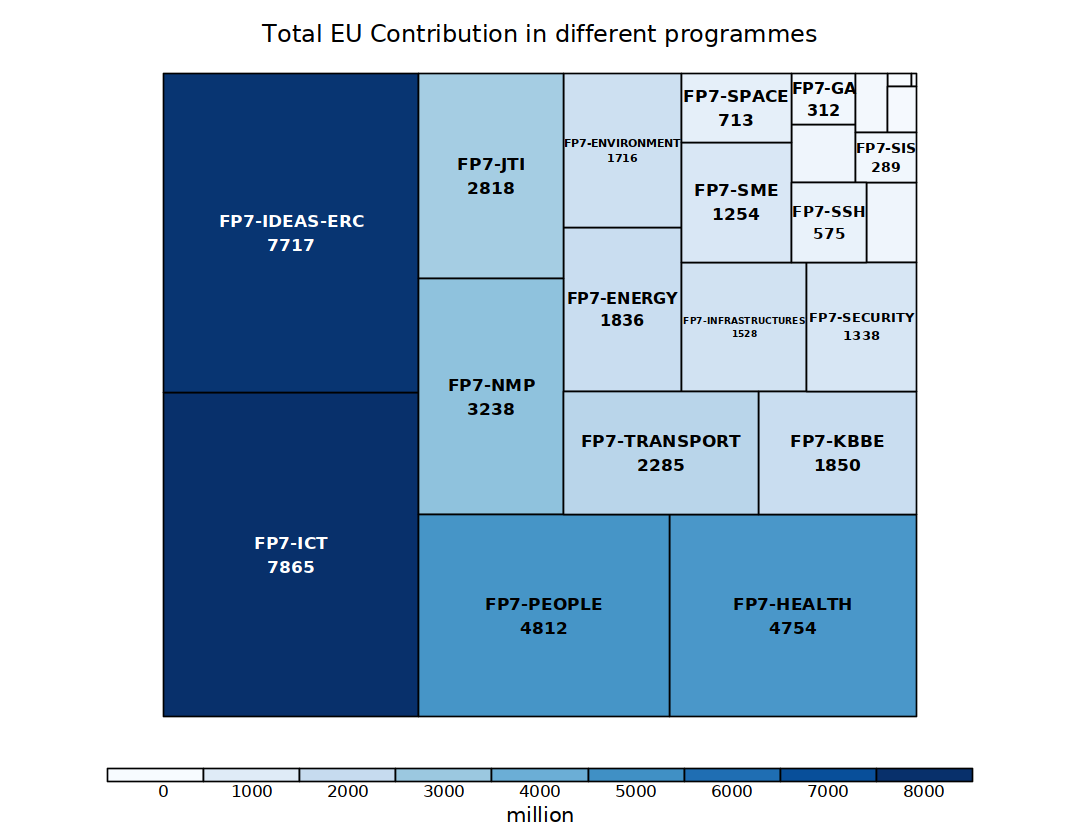 Total EU Contribution in different programmes
FP7-IDEAS-ERC
7717
FP7-ICT
7865
FP7-JTI
2818
FP7-NMP
3238
FP7-PEOPLE
4812
FP7-HEALTH
4754
FP7-ENVIRONMENT
1716
FP7-ENERGY
1836
FP7-TRANSPORT
2285
FP7-KBBE
1850
FP7-SPACE
713
FP7-SME
1254
FP7-INFRASTRUCTURES
1528
FP7-SECURITY
1338
FP7-GA
312
FP7-SSH
575
FP7-SIS
289
0 1000 2000 3000 4000 5000 6000 7000 8000
million